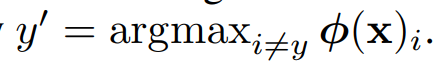 y′ = argmax_{i≠y} ϕ(x)_i.